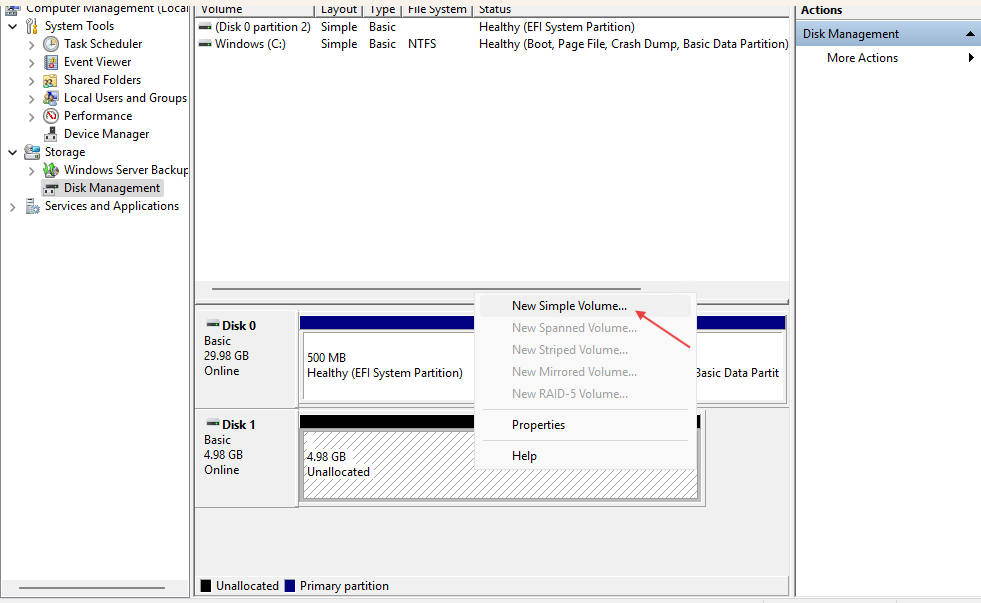 Computer Management (Local
System Tools
Task Scheduler
Event Viewer
Shared Folders
Local Users and Groups
Performance
Device Manager
Storage
Windows Server Backup
Disk Management
Services and Applications
Volume Layout Type File System Status
(Disk 0 partition 2) Simple Basic Healthy (EFI System Partition)
Windows (C:) Simple Basic NTFS Healthy (Boot, Page File, Crash Dump, Basic Data Partition)
Disk 0
Basic
29.98 GB
Online
500 MB
Healthy (EFI System Partition)
Basic Data Partit
Disk 1
Basic
4.98 GB
Online
4.98 GB
Unallocated
New Simple Volume...
New Spanned Volume...
New Striped Volume...
New Mirrored Volume...
New RAID-5 Volume...
Properties
Help
Unallocated Primary partition
Actions
Disk Management
More Actions